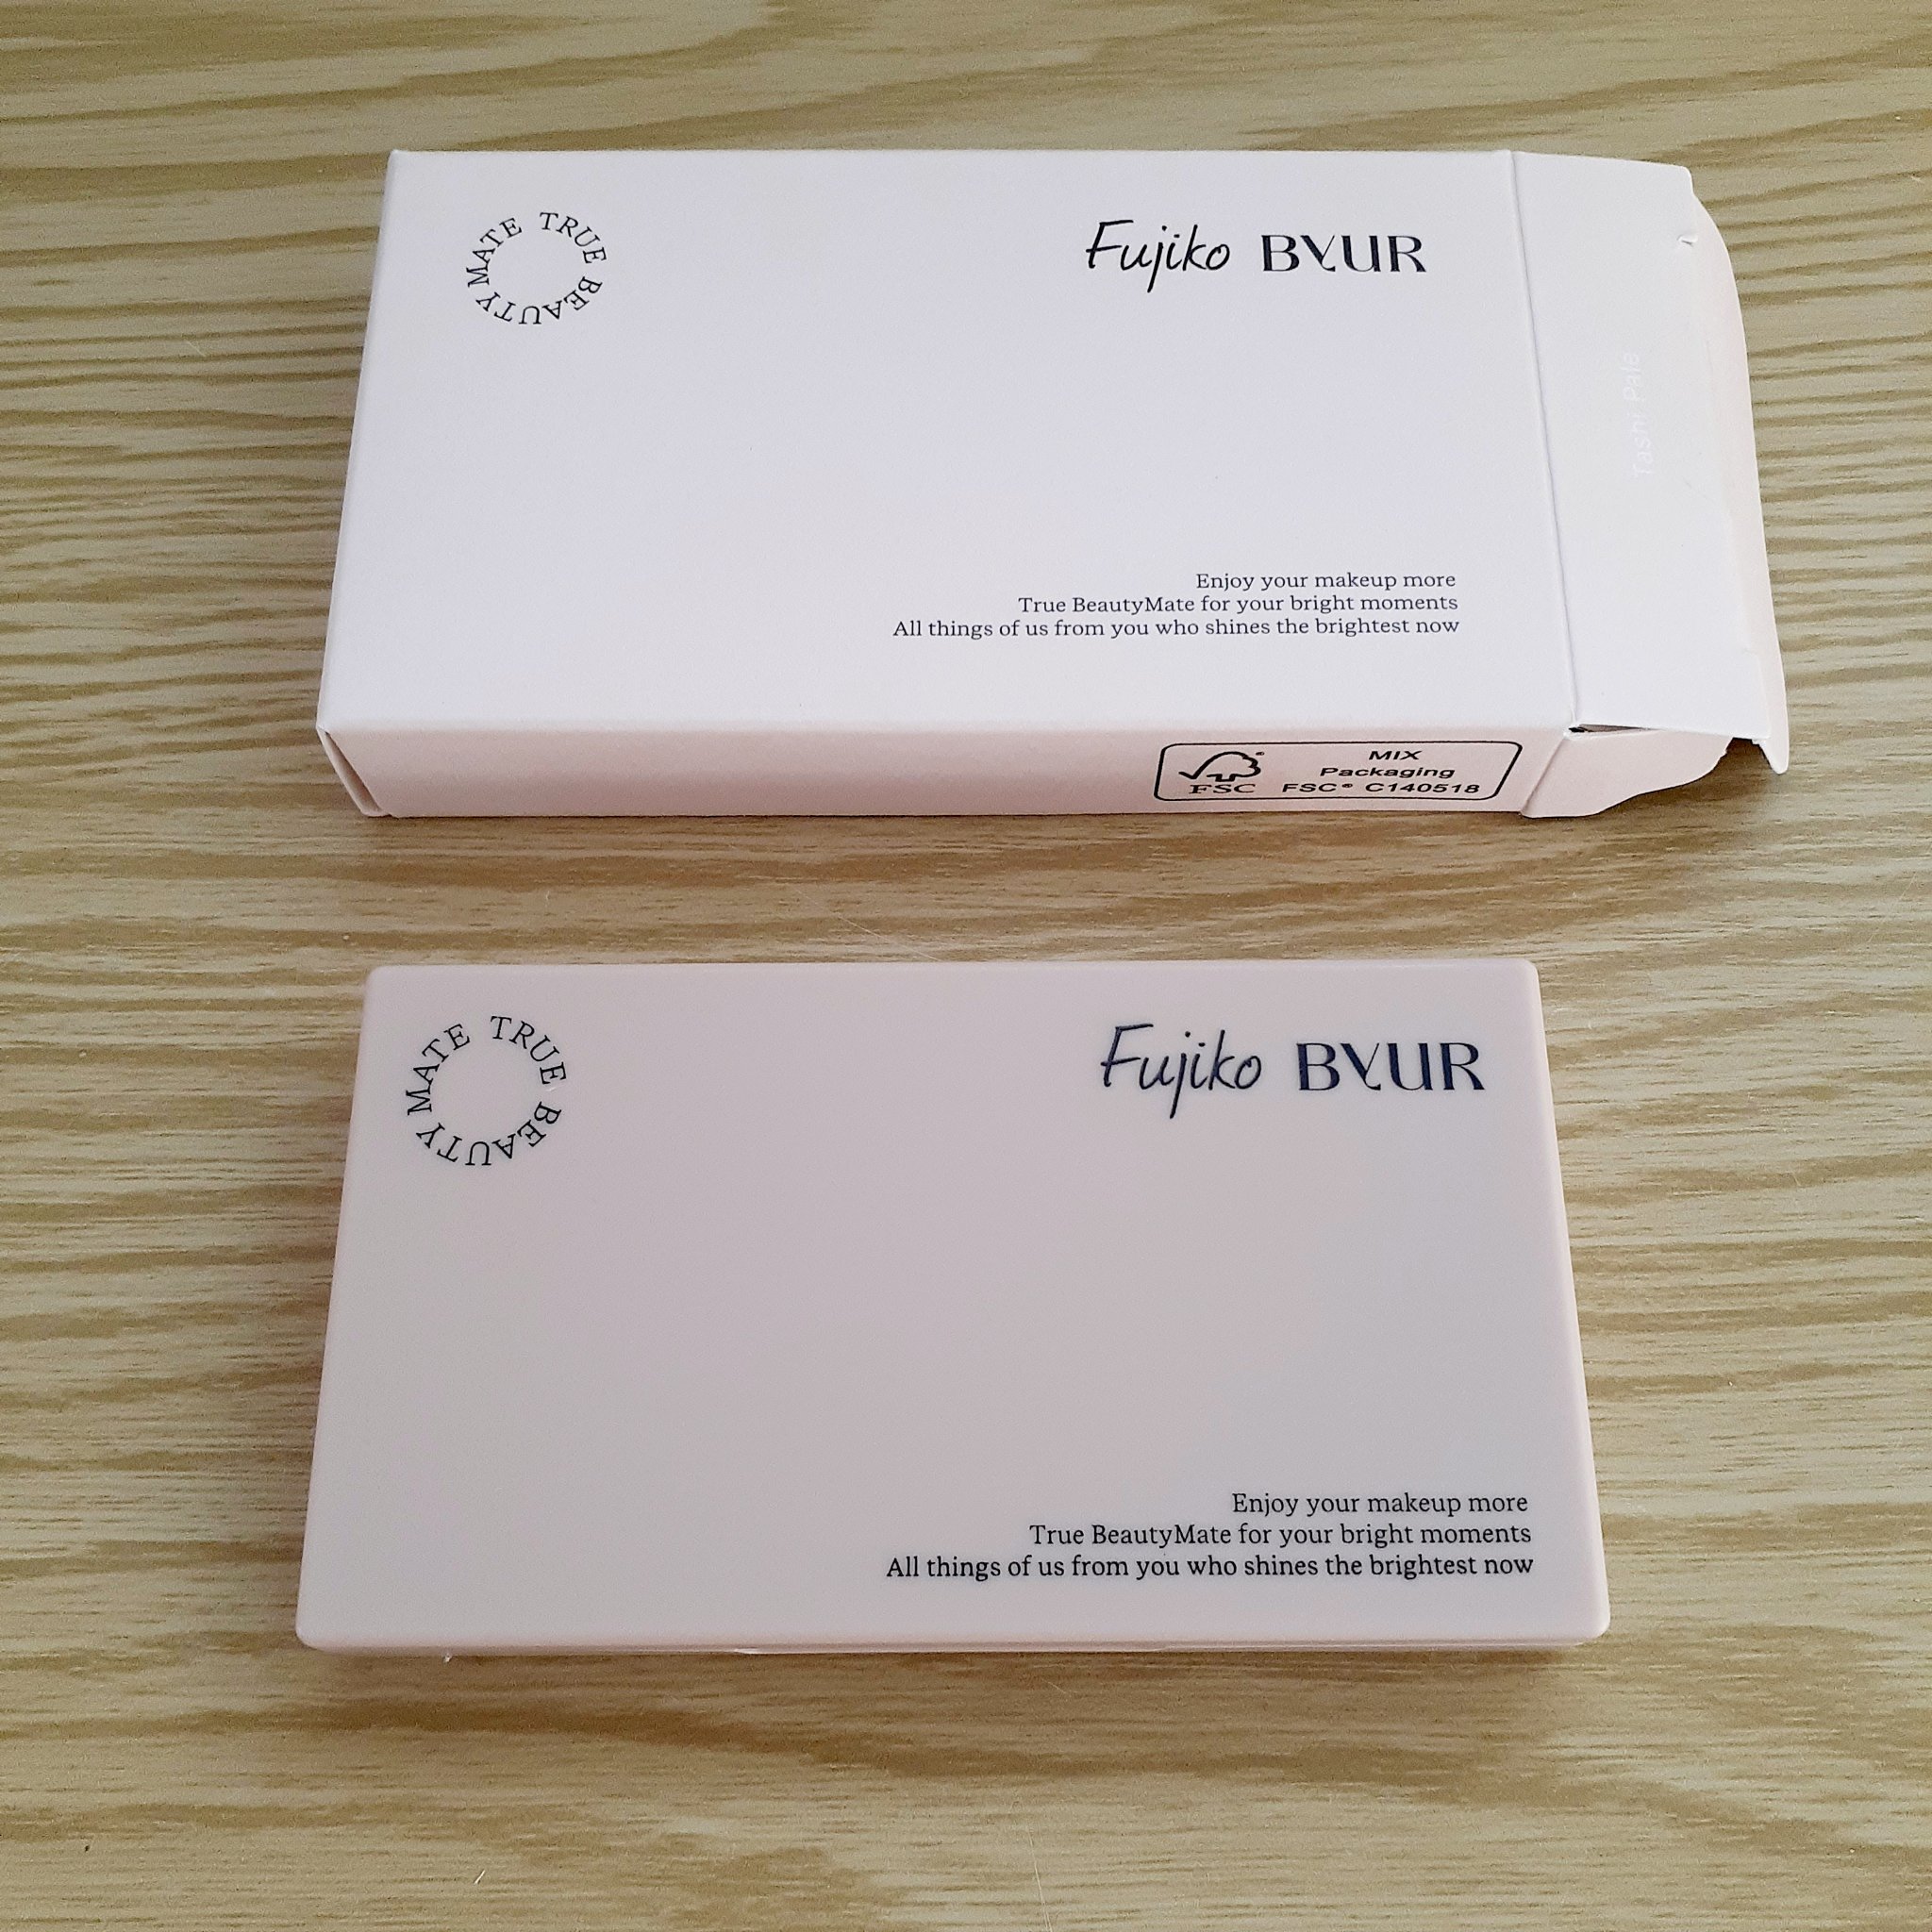 TRUE BEAUTY MATE
Fujiko BYUR
Tashi Pale
Enjoy your makeup more
True BeautyMate for your bright moments
All things of us from you who shines the brightest now
FSC®
MIX
Packaging
FSC® C140518
TRUE BEAUTY MATE
Fujiko BYUR
Enjoy your makeup more
True BeautyMate for your bright moments
All things of us from you who shines the brightest now